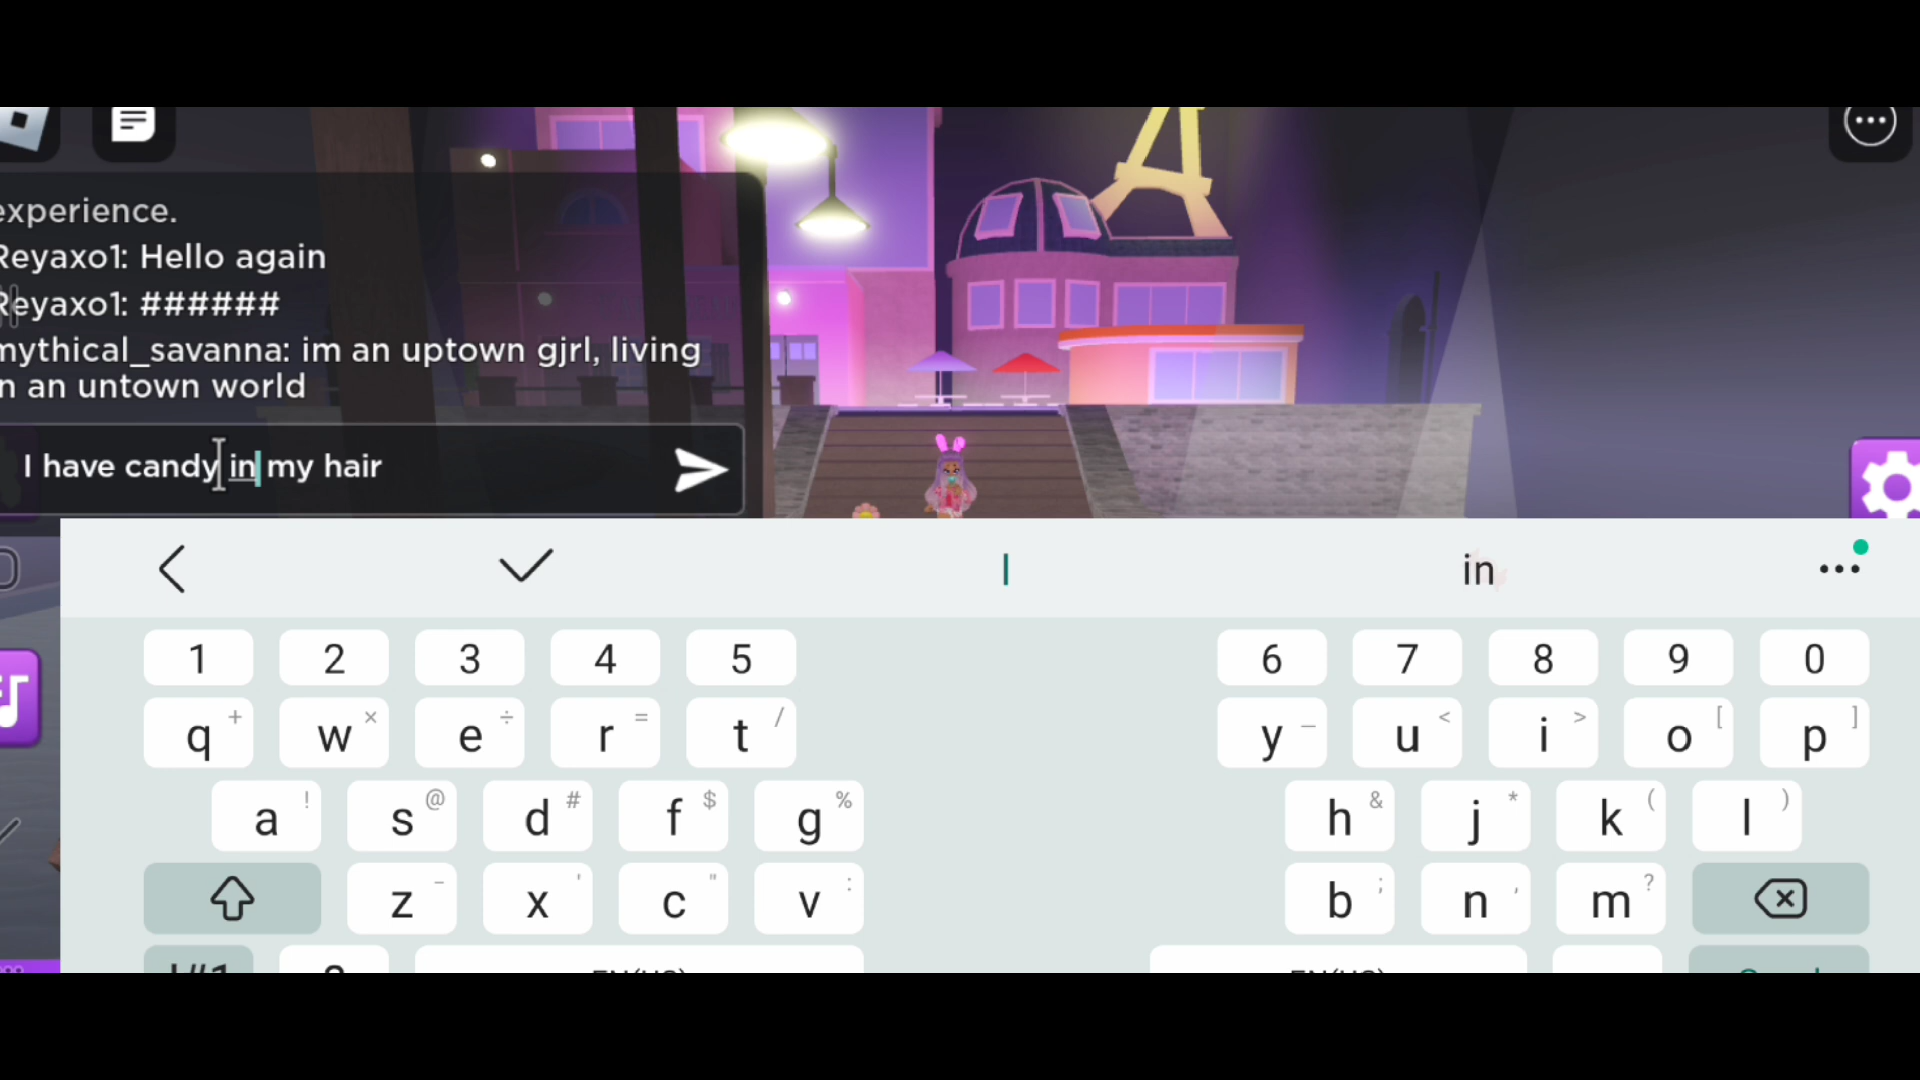 experience.
Reyaxo1: Hello again
Reyaxo1: ######
mythical_savanna: im an uptown gjrl, living
n an untown world
I have candy in my hair
in
1 2 3 4 5 6 7 8 9 0
q + w × e ÷ r = t / y _ u < i > o [ p ]
a ! s @ d # f $ g % h & j * k ( l )
z - x ' c " v : b ; n , m ?